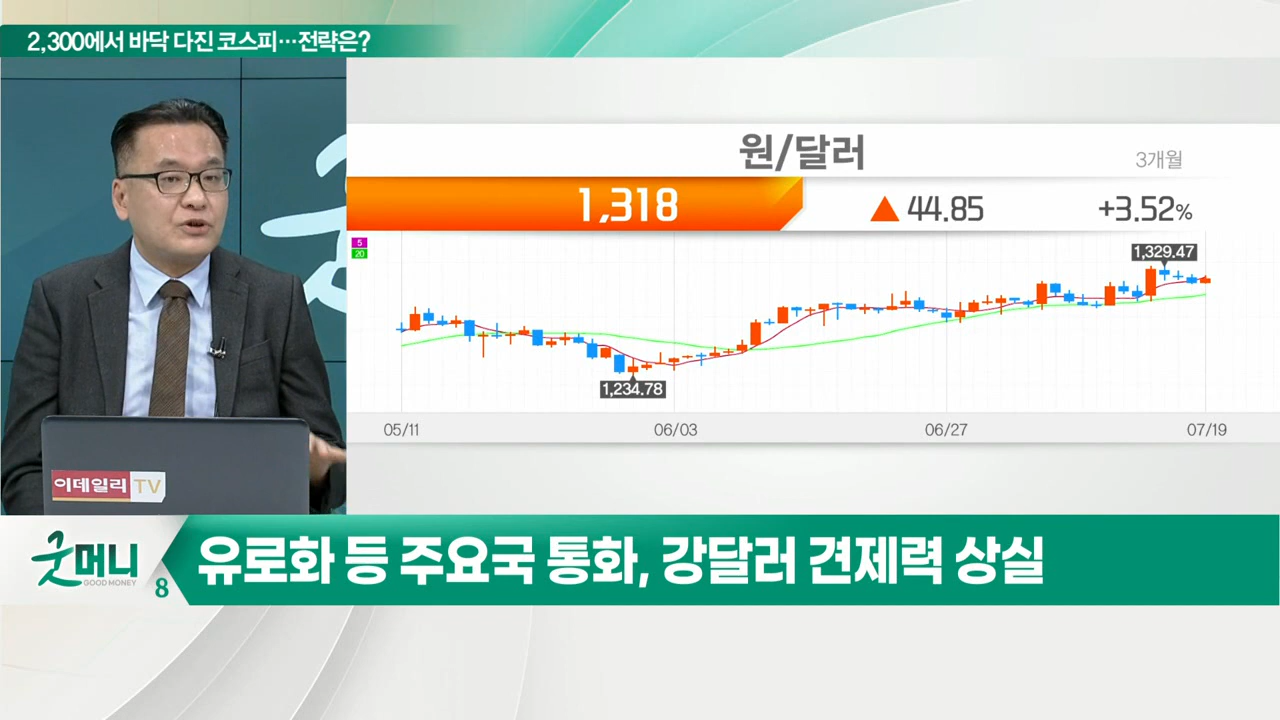 2,300에서 바닥 다진 코스피…전략은?
원/달러
3개월
1,318
▲ 44.85
+3.52%
5
20
1,329.47
1,234.78
05/11
06/03
06/27
07/19
이데일리 TV
굿머니
GOOD MONEY
8
유로화 등 주요국 통화, 강달러 견제력 상실